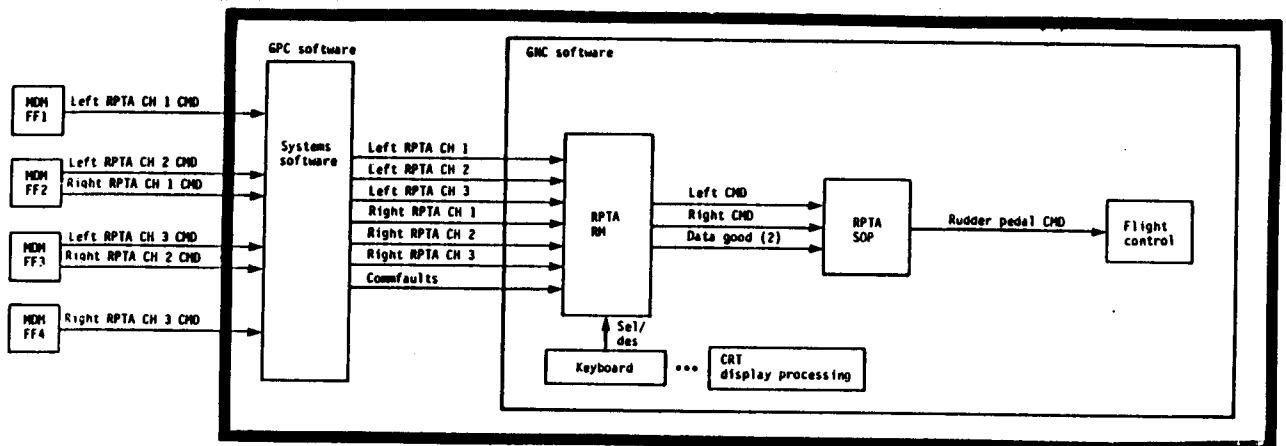 GPC software
GNC software
MDM
FF1
Left RPTA CH 1 CMD
MDM
FF2
Left RPTA CH 2 CMD
Right RPTA CH 1 CMD
MDM
FF3
Left RPTA CH 3 CMD
Right RPTA CH 2 CMD
MDM
FF4
Right RPTA CH 3 CMD
Systems
software
Left RPTA CH 1
Left RPTA CH 2
Left RPTA CH 3
Right RPTA CH 1
Right RPTA CH 2
Right RPTA CH 3
Commfaults
RPTA
RM
Left CMD
Right CMD
Data good (2)
RPTA
SOP
Rudder pedal CMD
Flight
control
Sel/
des
Keyboard
•••
CRT
display processing